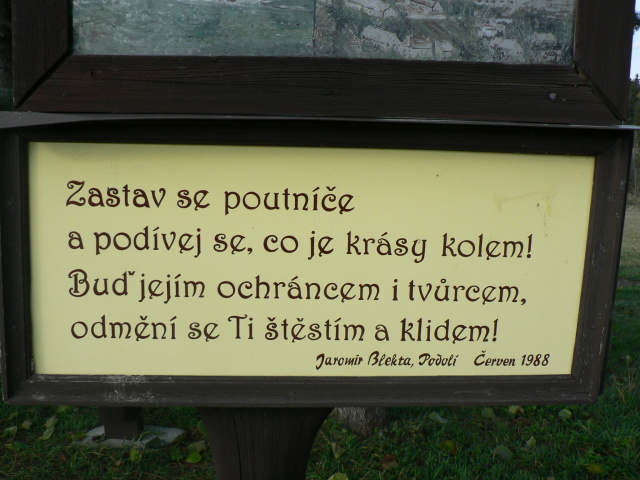 Zastav se poutníče
a podívej se, co je krásy kolem!
Buď jejím ochráncem i tvůrcem,
odmění se Ti štěstím a klidem!
Jaromír Blekta, Podolí Červen 1988